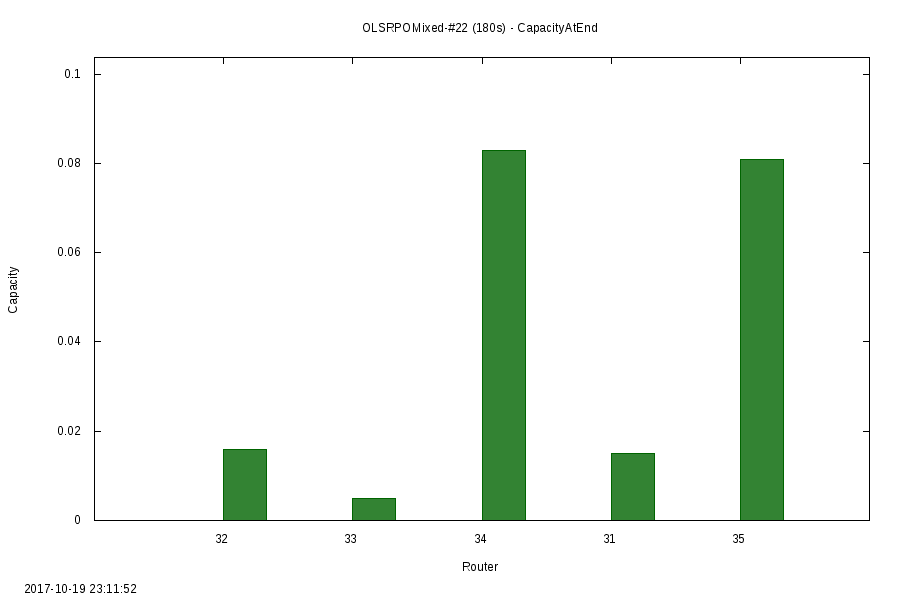 OLSRPOMixed-#22 (180s) - CapacityAtEnd
0.1
0.08
0.06
0.04
0.02
0
Capacity
32 33 34 31 35
Router
2017-10-19 23:11:52